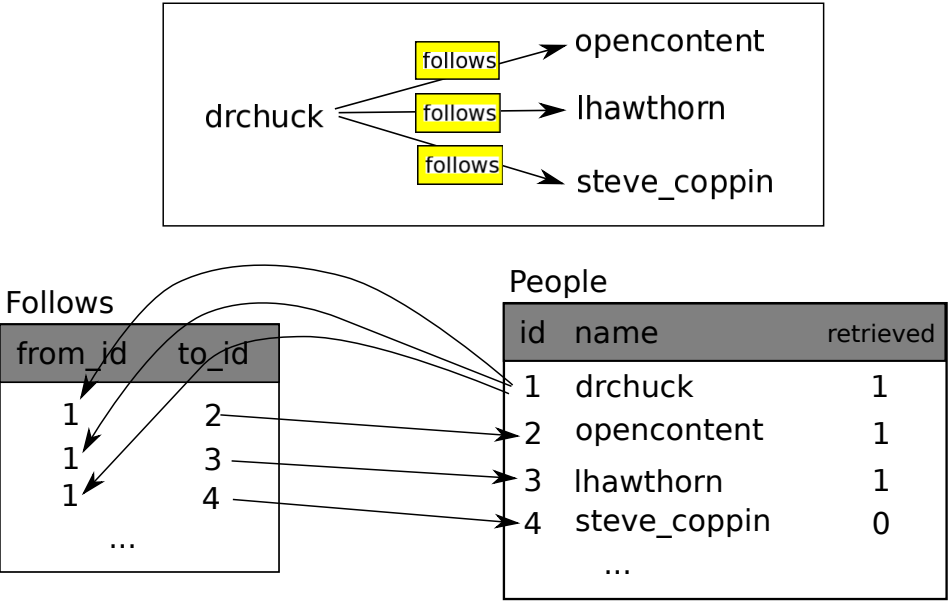 follows opencontent
drchuck follows lhawthorn
follows steve_coppin
Follows
from_id to_id
1 2
1 3
1 4
...
People
id name retrieved
1 drchuck 1
2 opencontent 1
3 lhawthorn 1
4 steve_coppin 0
...